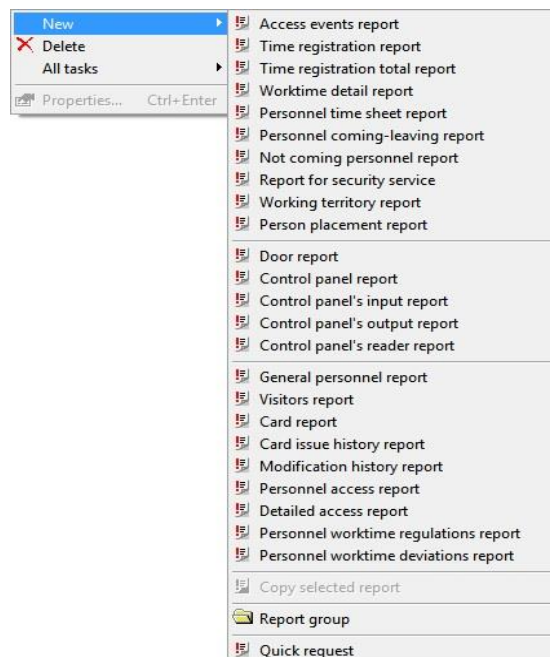 New
Delete
All tasks
Properties... Ctrl+Enter
Access events report
Time registration report
Time registration total report
Worktime detail report
Personnel time sheet report
Personnel coming-leaving report
Not coming personnel report
Report for security service
Working territory report
Person placement report
Door report
Control panel report
Control panel's input report
Control panel's output report
Control panel's reader report
General personnel report
Visitors report
Card report
Card issue history report
Modification history report
Personnel access report
Detailed access report
Personnel worktime regulations report
Personnel worktime deviations report
Copy selected report
Report group
Quick request